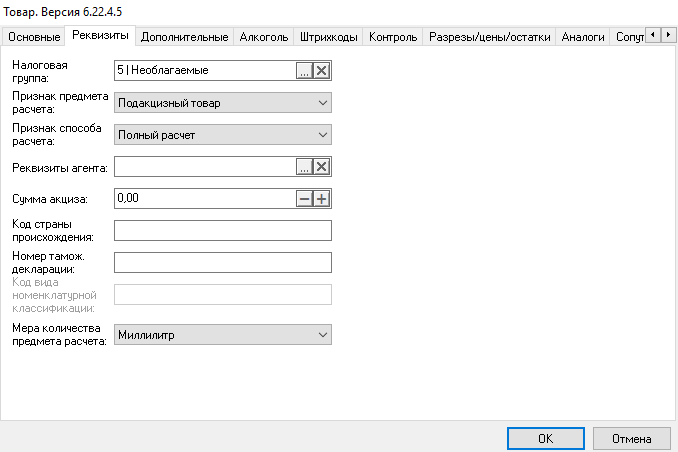 Товар. Версия 6.22.4.5
Основные Реквизиты Дополнительные Алкоголь Штрихкоды Контроль Разрезы/цены/остатки Аналоги Сопут
Налоговая
группа:
5 | Необлагаемые ...
Признак предмета
расчета:
Подакцизный товар
Признак способа
расчета:
Полный расчет
Реквизиты агента: ...
Сумма акциза: 0,00
Код страны
происхождения:
Номер тамож.
декларации:
Код вида
номенклатурной
классификации:
Мера количества
предмета расчета:
Миллилитр
OK Отмена